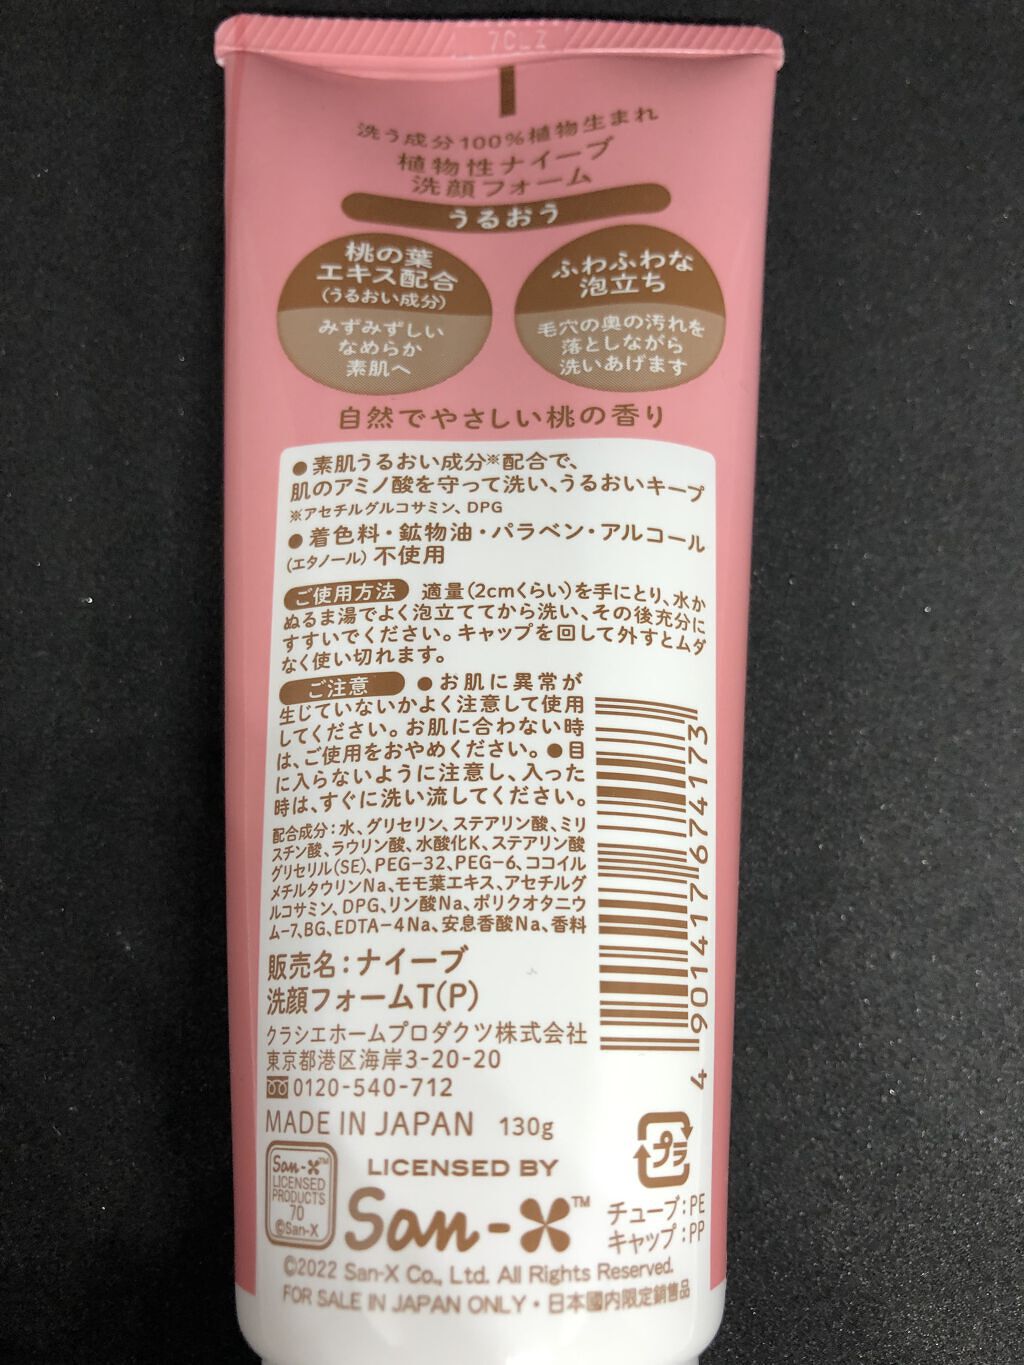 7CLZ
洗う成分100%植物生まれ
植物性ナイーブ
洗顔フォーム
うるおう
桃の葉
エキス配合
(うるおい成分)
みずみずしい
なめらか
素肌へ
ふわふわな
泡立ち
毛穴の奥の汚れを
落としながら
洗いあげます
自然でやさしい桃の香り
●素肌うるおい成分※配合で、
肌のアミノ酸を守って洗い、うるおいキープ
※アセチルグルコサミン、DPG
●着色料・鉱物油・パラベン・アルコール
(エタノール)不使用
ご使用方法 適量(2cmくらい)を手にとり、水か
ぬるま湯でよく泡立ててから洗い、その後充分に
すすいでください。キャップを回して外すとムダ
なく使い切れます。
ご注意 ●お肌に異常が
生じていないかよく注意して使用
してください。お肌に合わない時
は、ご使用をおやめください。●目
に入らないように注意し、入った
時は、すぐに洗い流してください。
配合成分:水、グリセリン、ステアリン酸、ミリ
スチン酸、ラウリン酸、水酸化K、ステアリン酸
グリセリル(SE)、PEG-32、PEG-6、ココイル
メチルタウリンNa、モモ葉エキス、アセチルグ
ルコサミン、DPG、リン酸Na、ポリクオタニウ
ム-7、BG、EDTA-4Na、安息香酸Na、香料
販売名:ナイーブ
洗顔フォームT(P)
クラシエホームプロダクツ株式会社
東京都港区海岸3-20-20
0120-540-712
MADE IN JAPAN 130g
4 901417 674173
プラ
チューブ:PE
キャップ:PP
San-X™
LICENSED
PRODUCTS
70
©San-X
LICENSED BY
San-X™
©2022 San-X Co., Ltd. All Rights Reserved.
FOR SALE IN JAPAN ONLY・日本國内限定銷售品